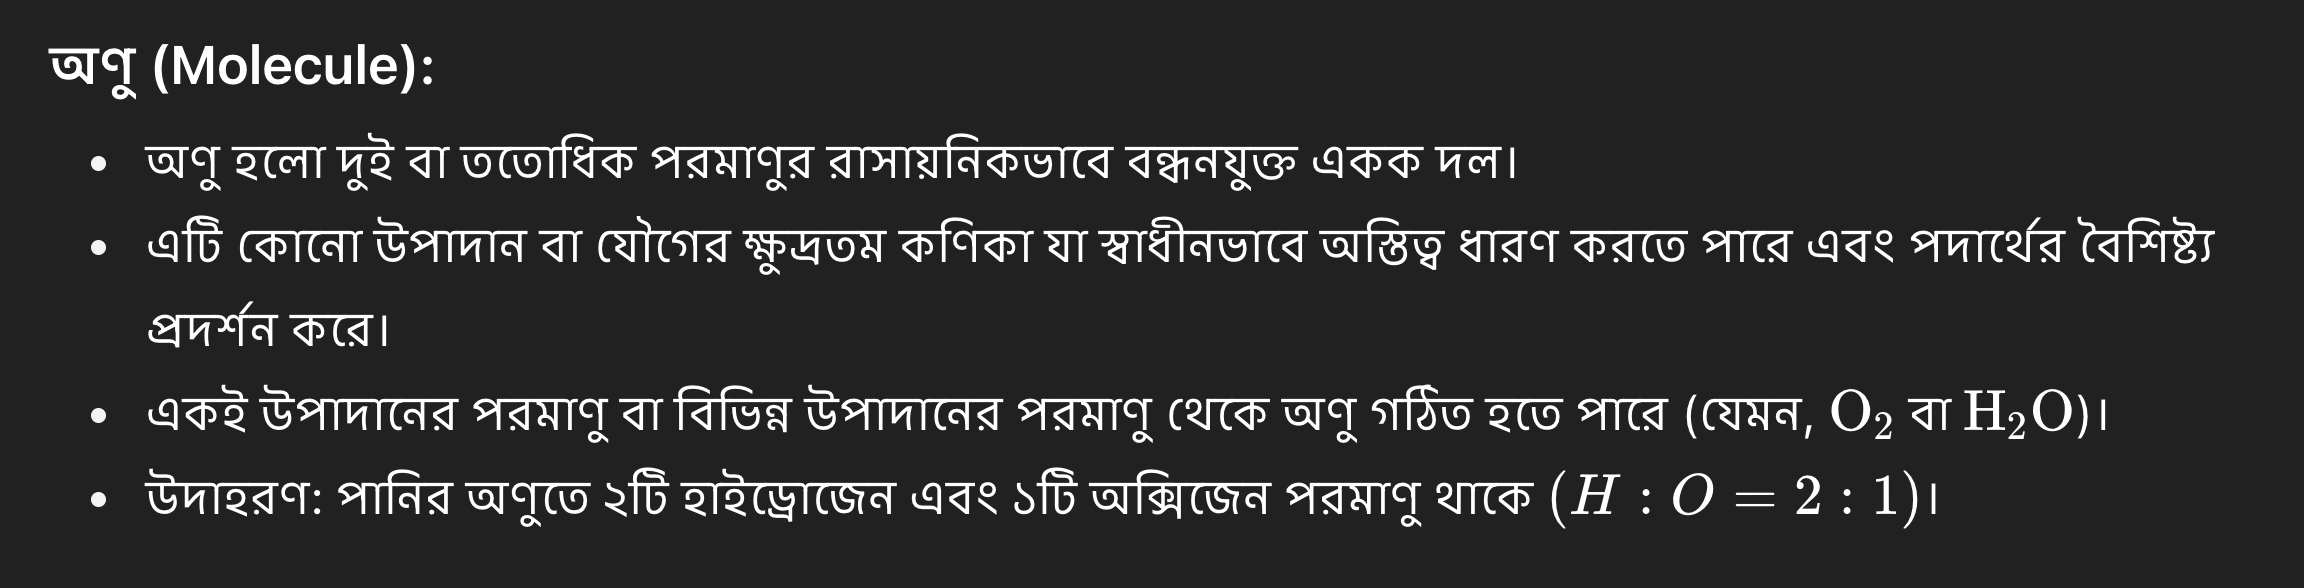 অণু (Molecule):
• অণু হলো দুই বা ততোধিক পরমাণুর রাসায়নিকভাবে বন্ধনযুক্ত একক দল।
• এটি কোনো উপাদান বা যৌগের ক্ষুদ্রতম কণিকা যা স্বাধীনভাবে অস্তিত্ব ধারণ করতে পারে এবং পদার্থের বৈশিষ্ট্য
প্রদর্শন করে।
• একই উপাদানের পরমাণু বা বিভিন্ন উপাদানের পরমাণু থেকে অণু গঠিত হতে পারে (যেমন, O₂ বা H₂O)।
• উদাহরণ: পানির অণুতে ২টি হাইড্রোজেন এবং ১টি অক্সিজেন পরমাণু থাকে (H : O = 2 : 1)।